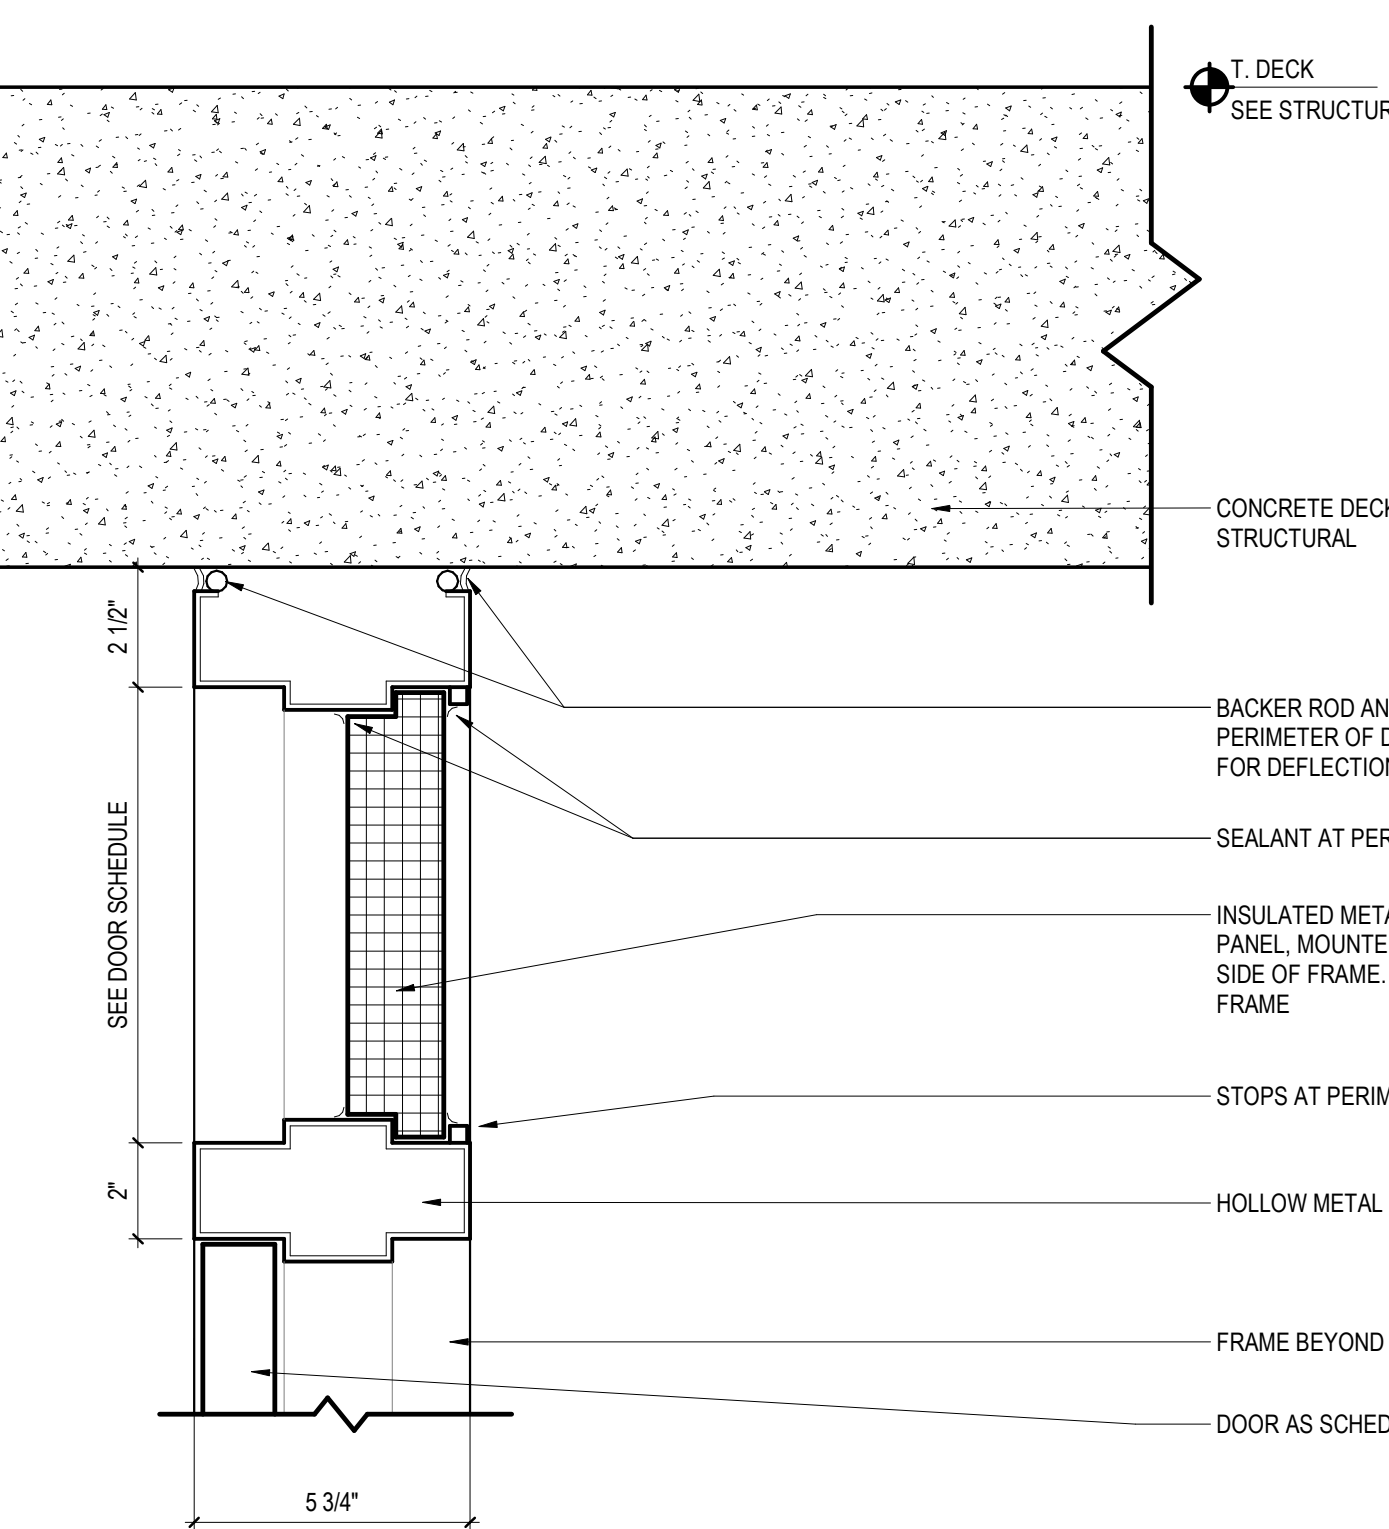 T. DECK
SEE STRUCTUR
CONCRETE DECK
STRUCTURAL
2 1/2"
BACKER ROD AN
PERIMETER OF D
FOR DEFLECTION
SEALANT AT PER
SEE DOOR SCHEDULE
INSULATED META
PANEL, MOUNTE
SIDE OF FRAME.
FRAME
STOPS AT PERIM
2"
HOLLOW METAL
FRAME BEYOND
DOOR AS SCHED
5 3/4"